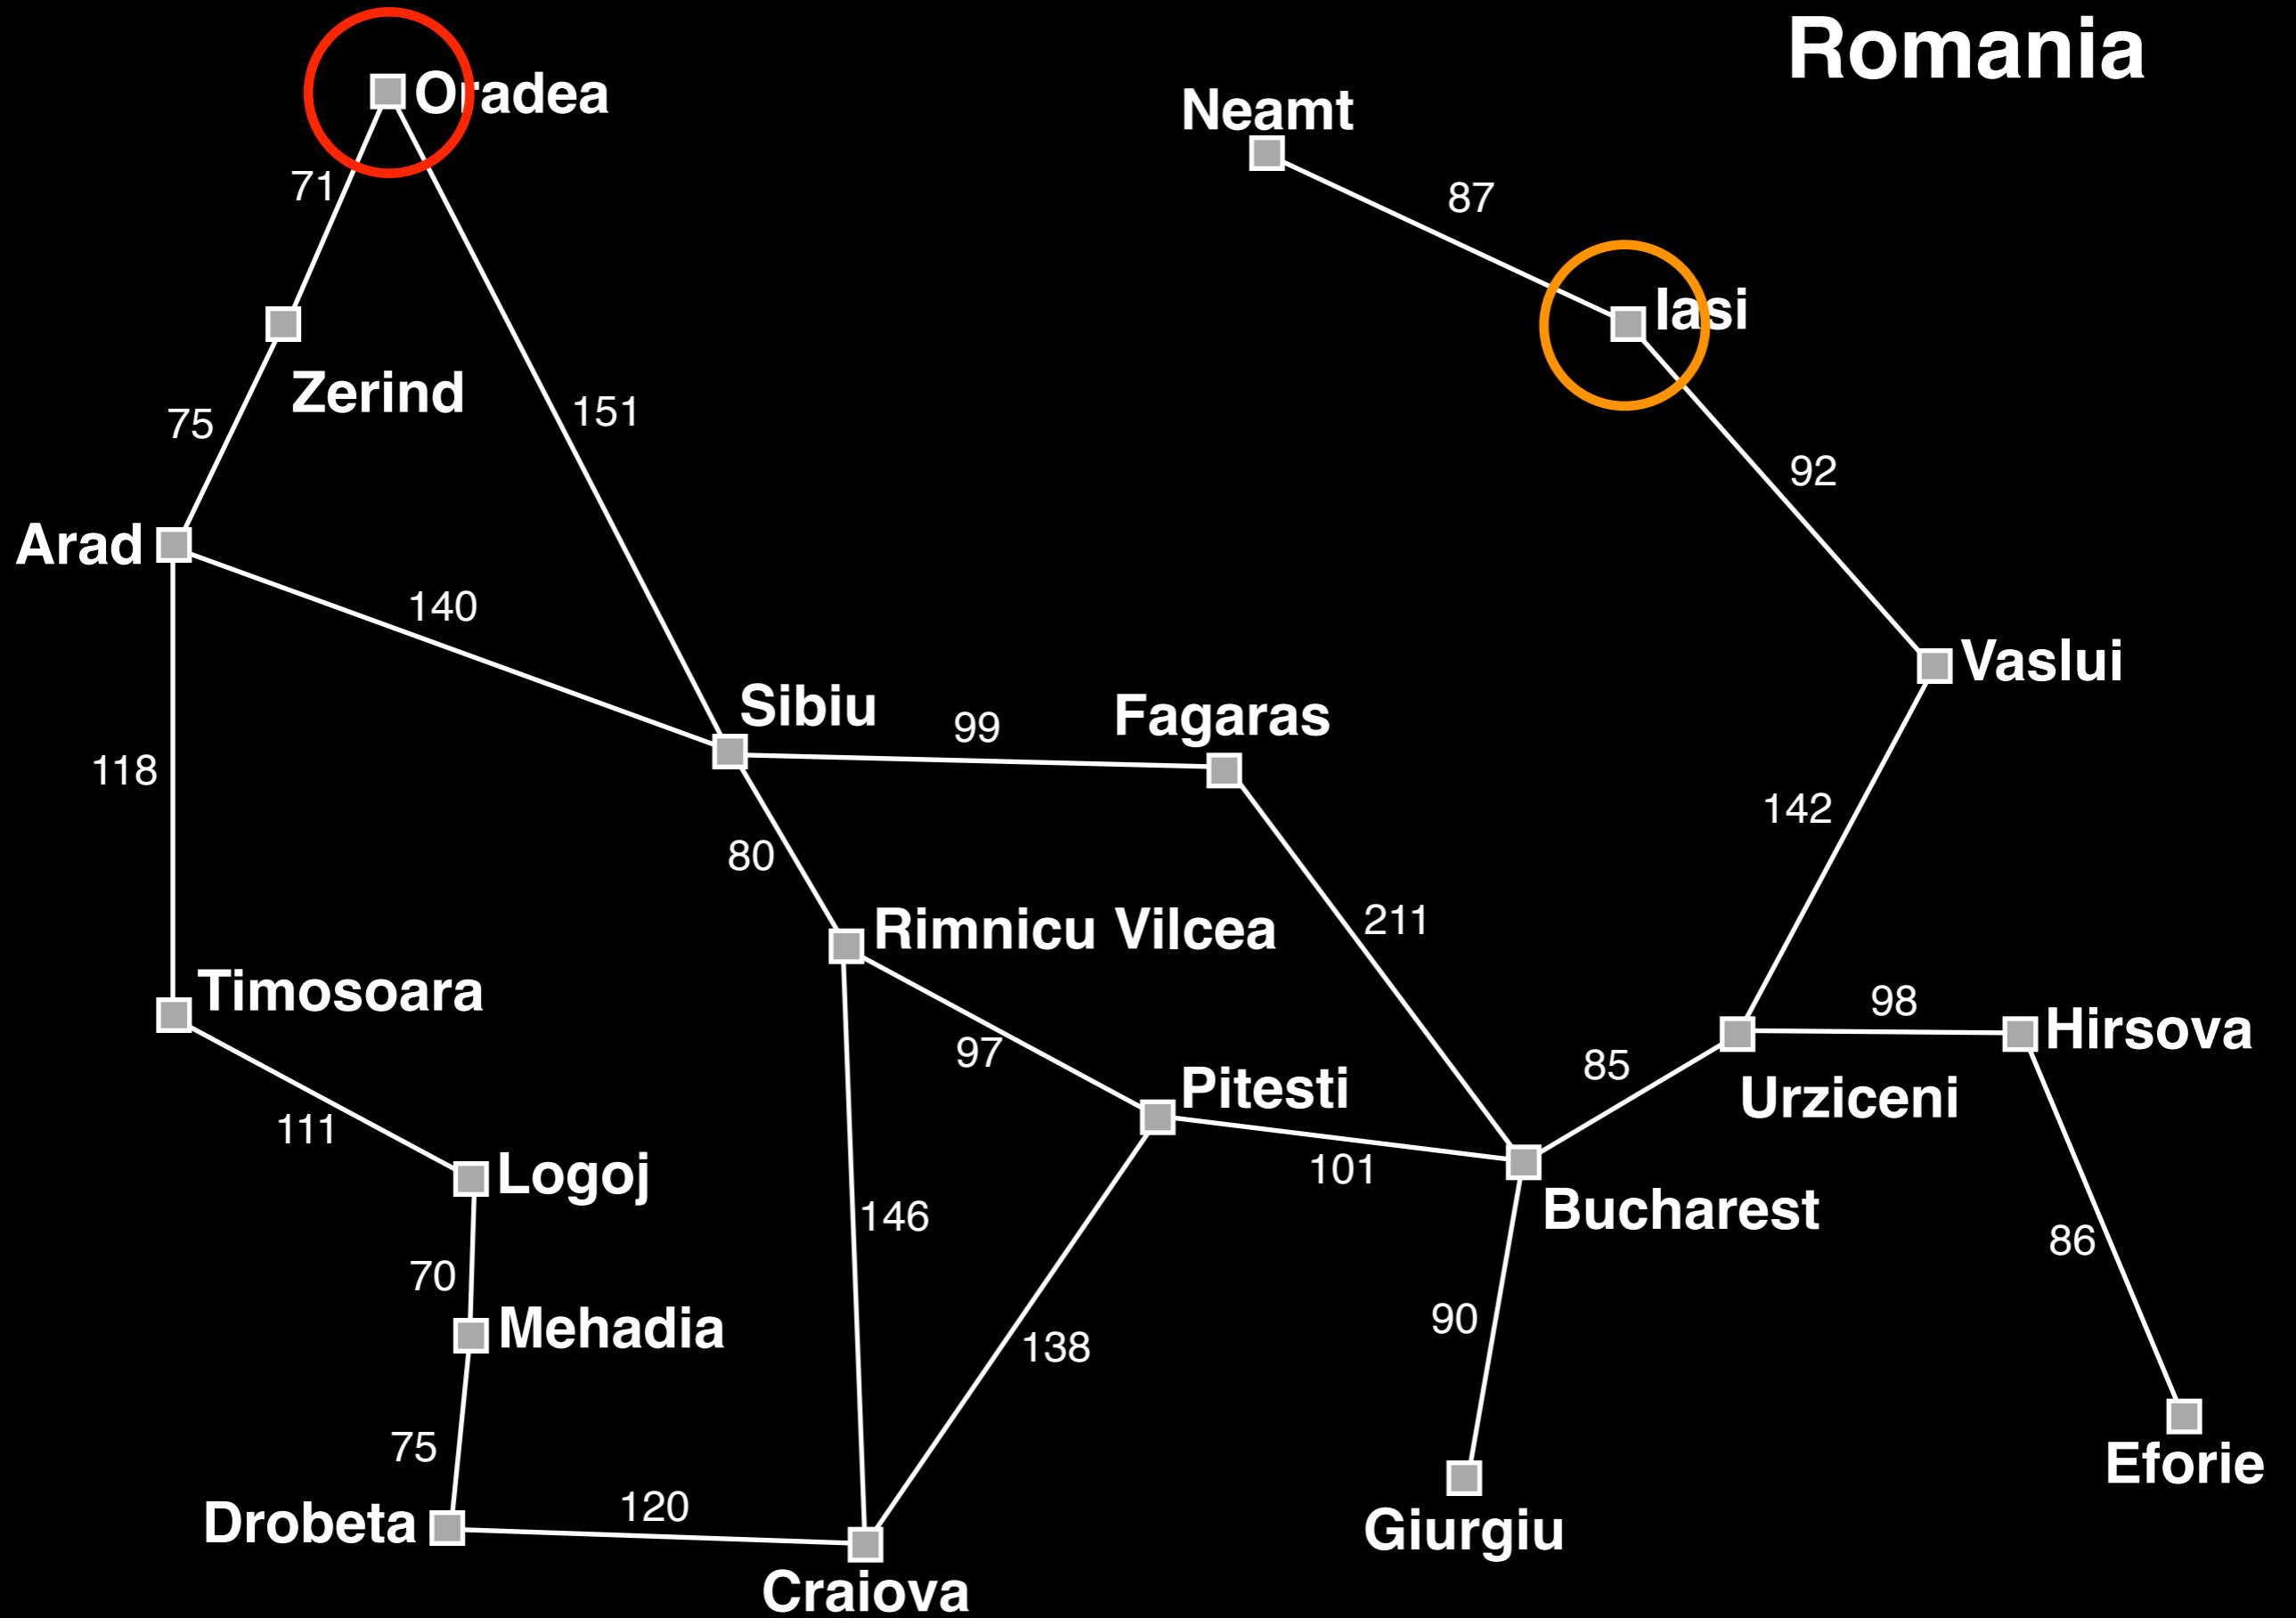 Romania
Oradea
Neamt
71
87
Iasi
Zerind
75
151
92
Arad
140
Vaslui
Sibiu
99
Fagaras
118
142
80
Rimnicu Vilcea
211
Timosoara
98
Hirsova
97
85
Pitesti
Urziceni
111
101
Logoj
Bucharest
146
86
70
Mehadia
90
138
75
Eforie
120
Drobeta
Giurgiu
Craiova